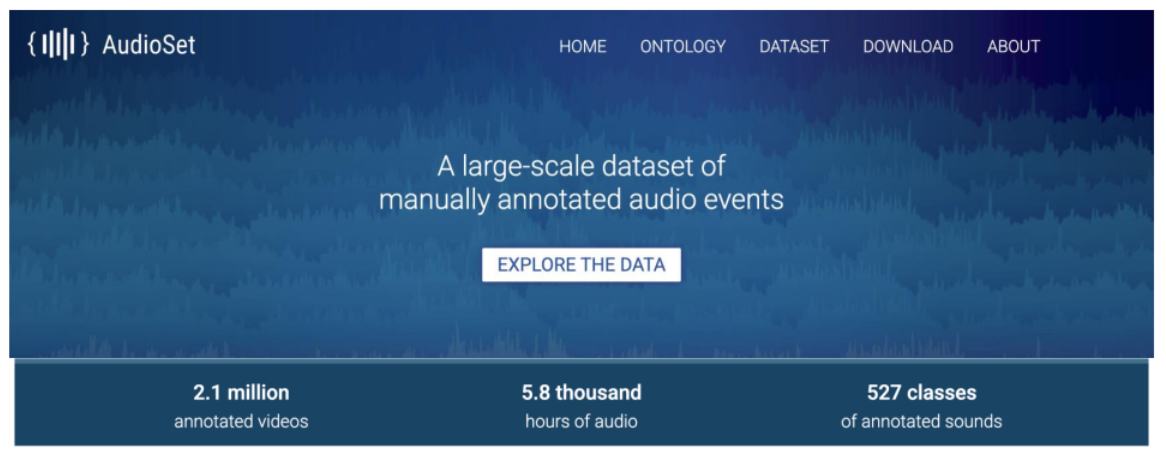 AudioSet
HOME ONTOLOGY DATASET DOWNLOAD ABOUT
A large-scale dataset of
manually annotated audio events
EXPLORE THE DATA
2.1 million
annotated videos
5.8 thousand
hours of audio
527 classes
of annotated sounds